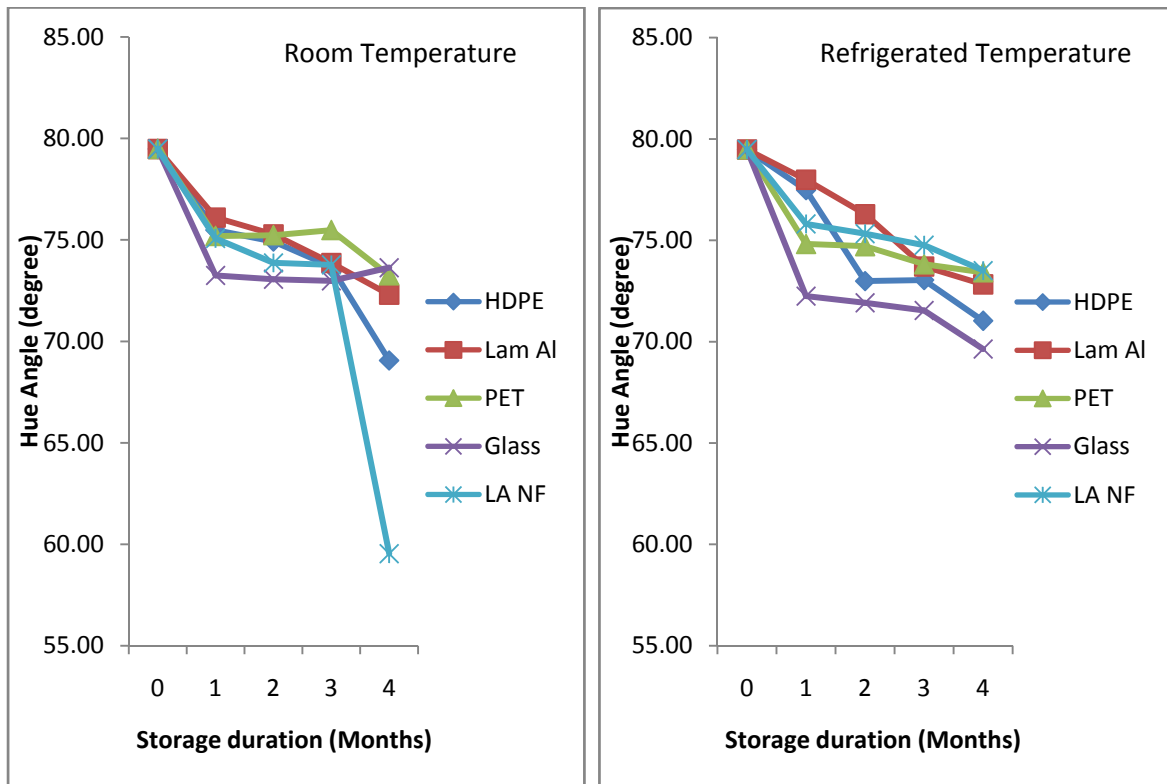 Room Temperature
85.00
80.00
75.00
70.00
65.00
60.00
55.00
Hue Angle (degree)
0 1 2 3 4
Storage duration (Months)
HDPE
Lam Al
PET
Glass
LA NF
Refrigerated Temperature
85.00
80.00
75.00
70.00
65.00
60.00
55.00
Hue Angle (degree)
0 1 2 3 4
Storage duration (Months)
HDPE
Lam Al
PET
Glass
LA NF